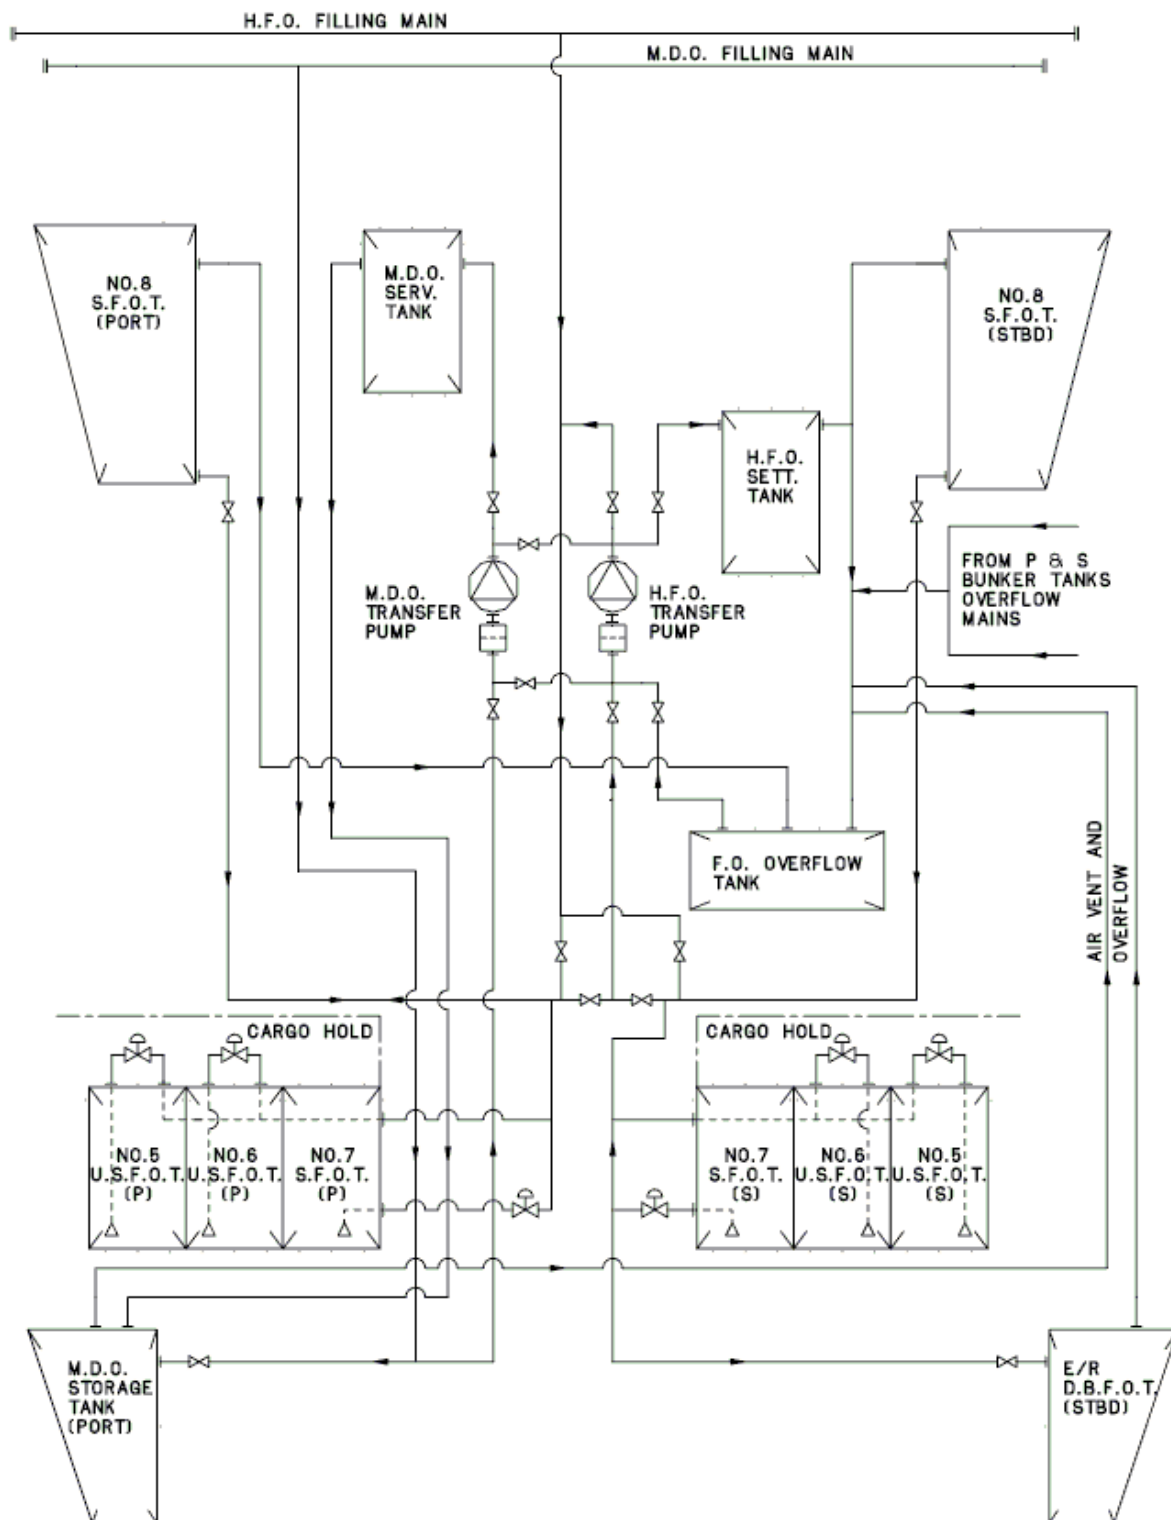 H.F.O. FILLING MAIN
M.D.O. FILLING MAIN
NO.8
S.F.O.T.
(PORT)
M.D.O.
SERV.
TANK
NO.8
S.F.O.T.
(STBD)
H.F.O.
SETT.
TANK
FROM P & S
BUNKER TANKS
OVERFLOW
MAINS
M.D.O.
TRANSFER
PUMP
H.F.O.
TRANSFER
PUMP
F.O. OVERFLOW
TANK
AIR VENT AND
OVERFLOW
CARGO HOLD
CARGO HOLD
NO.5
U.S.F.O.T.
(P)
NO.6
U.S.F.O.T.
(P)
NO.7
S.F.O.T.
(P)
NO.7
S.F.O.T.
(S)
NO.6
U.S.F.O.T.
(S)
NO.5
U.S.F.O.T.
(S)
M.D.O.
STORAGE
TANK
(PORT)
E/R
D.B.F.O.T.
(STBD)